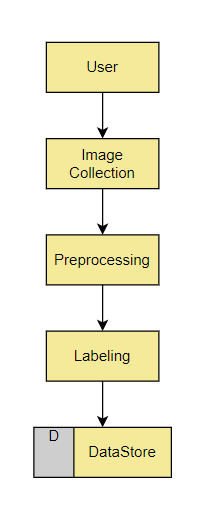 User
Image
Collection
Preprocessing
Labeling
D
DataStore